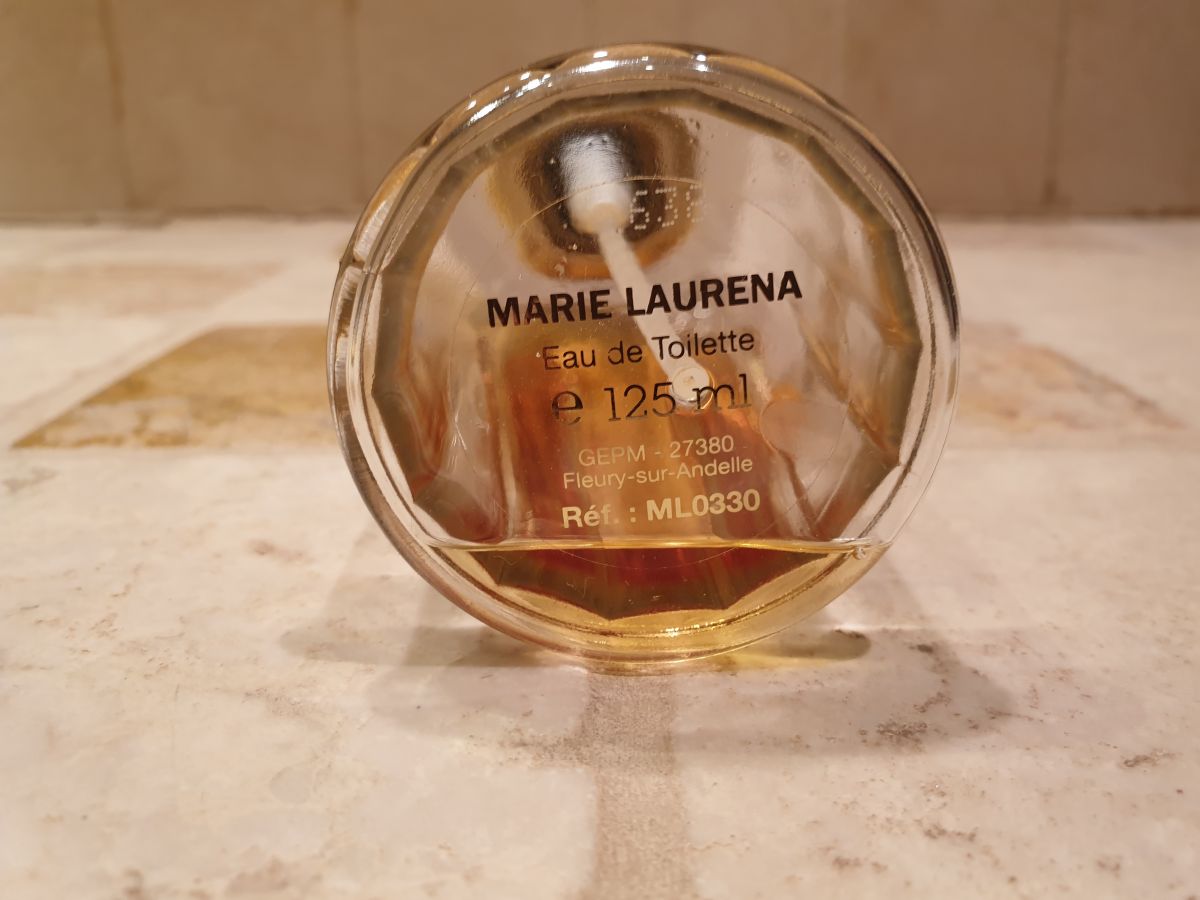 MARIE LAURENA
Eau de Toilette
e 125 ml
GEPM - 27380
Fleury-sur-Andelle
Réf. : ML0330